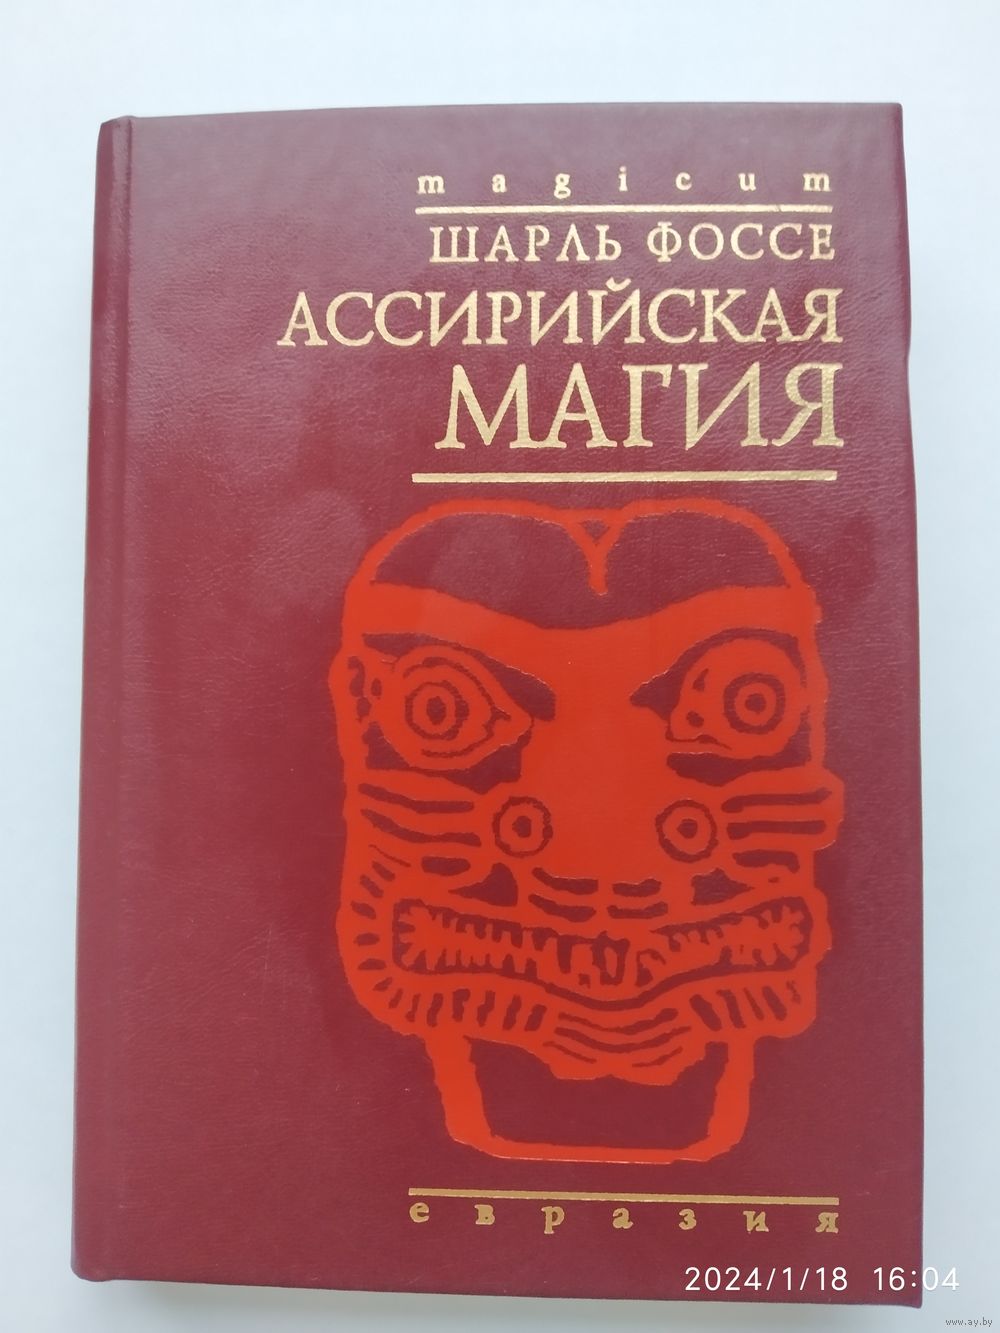 magicum
ШАРЛЬ ФОССЕ
АССИРИЙСКАЯ
МАГИЯ
евразия
2024/1/18 16:04
www.ay.by